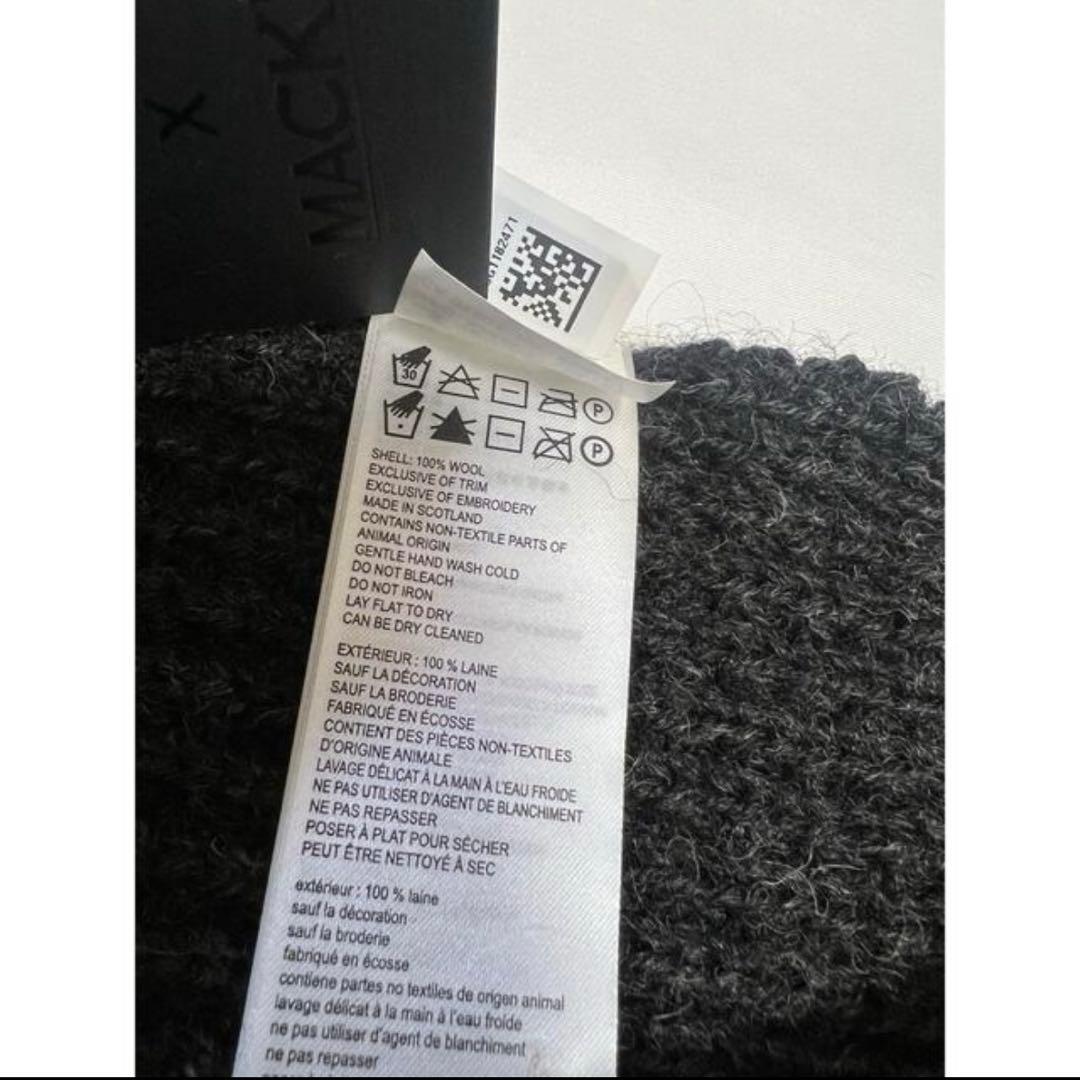 X
MACK
G1182471
30
P
P
SHELL: 100% WOOL
EXCLUSIVE OF TRIM
EXCLUSIVE OF EMBROIDERY
MADE IN SCOTLAND
CONTAINS NON-TEXTILE PARTS OF
ANIMAL ORIGIN
GENTLE HAND WASH COLD
DO NOT BLEACH
DO NOT IRON
LAY FLAT TO DRY
CAN BE DRY CLEANED
EXTÉRIEUR : 100 % LAINE
SAUF LA DÉCORATION
SAUF LA BRODERIE
FABRIQUÉ EN ÉCOSSE
CONTIENT DES PIÈCES NON-TEXTILES
D'ORIGINE ANIMALE
LAVAGE DÉLICAT À LA MAIN À L'EAU FROIDE
NE PAS UTILISER D'AGENT DE BLANCHIMENT
NE PAS REPASSER
POSER À PLAT POUR SÉCHER
PEUT ÊTRE NETTOYÉ À SEC
extérieur : 100 % laine
sauf la décoration
sauf la broderie
fabriqué en écosse
contiene partes no textiles de origen animal
lavage délicat à la main à l'eau froide
ne pas utiliser d'agent de blanchiment
ne pas repasser